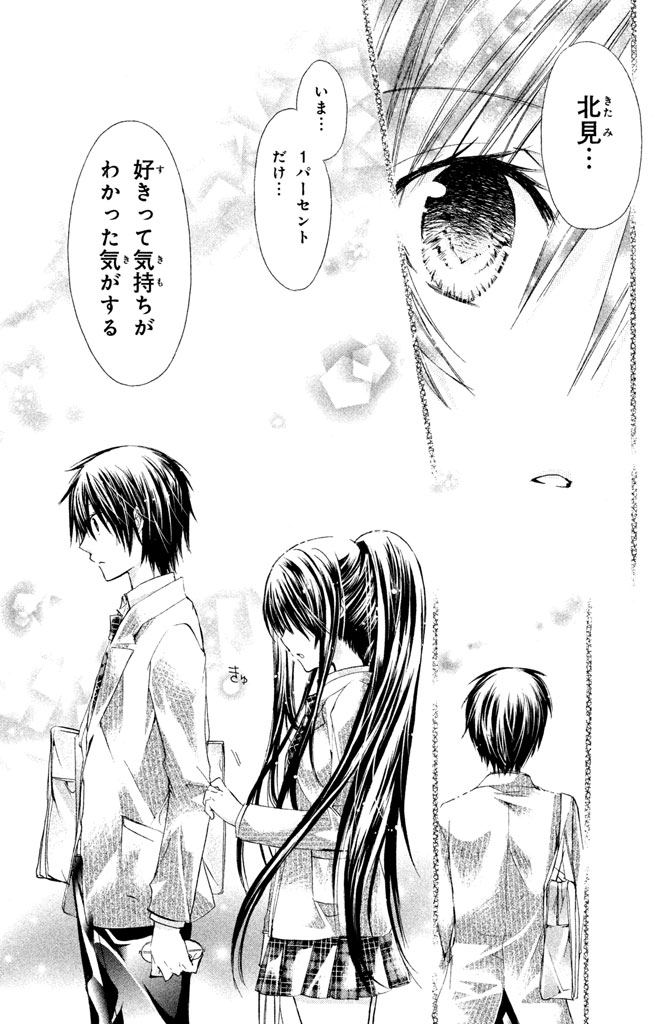 北見…
いま…
1パーセント
だけ…
好きって気持ちが
わかった気がする
きゅ